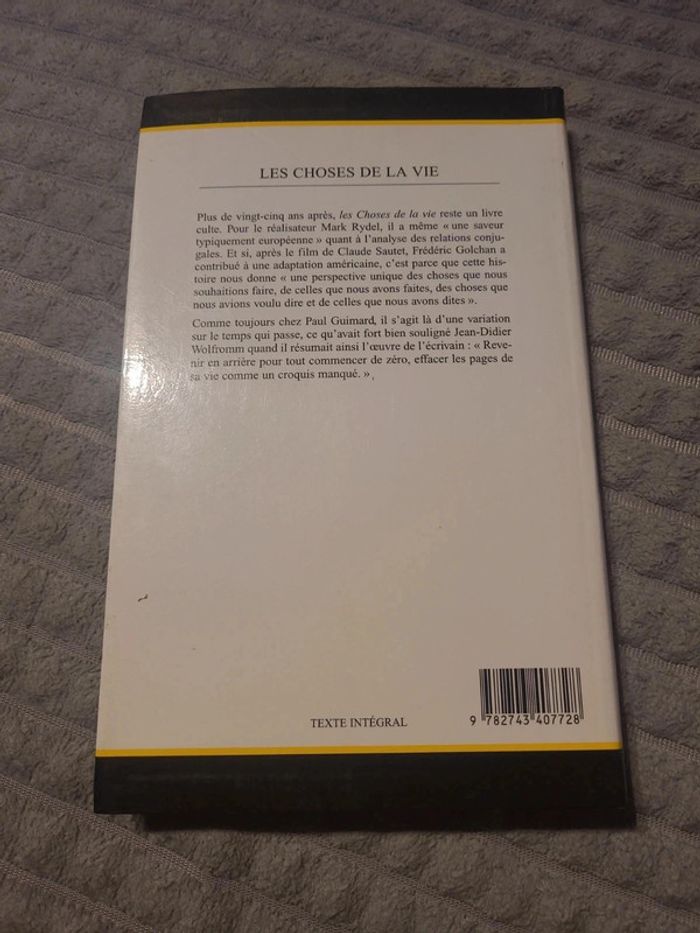 LES CHOSES DE LA VIE
Plus de vingt-cinq ans après, les Choses de la vie reste un livre
culte. Pour le réalisateur Mark Rydel, il a même « une saveur
typiquement européenne » quant à l'analyse des relations conju-
gales. Et si, après le film de Claude Sautet, Frédéric Golchan a
contribué à une adaptation américaine, c'est parce que cette his-
toire nous donne « une perspective unique des choses que nous
souhaitions faire, de celles que nous avons faites, des choses que
nous avions voulu dire et de celles que nous avons dites ».
Comme toujours chez Paul Guimard, il s'agit là d'une variation
sur le temps qui passe, ce qu'avait fort bien souligné Jean-Didier
Wolfromm quand il résumait ainsi l'œuvre de l'écrivain : « Reve-
nir en arrière pour tout commencer de zéro, effacer les pages de
sa vie comme un croquis manqué. »
TEXTE INTÉGRAL
9 782743 407728